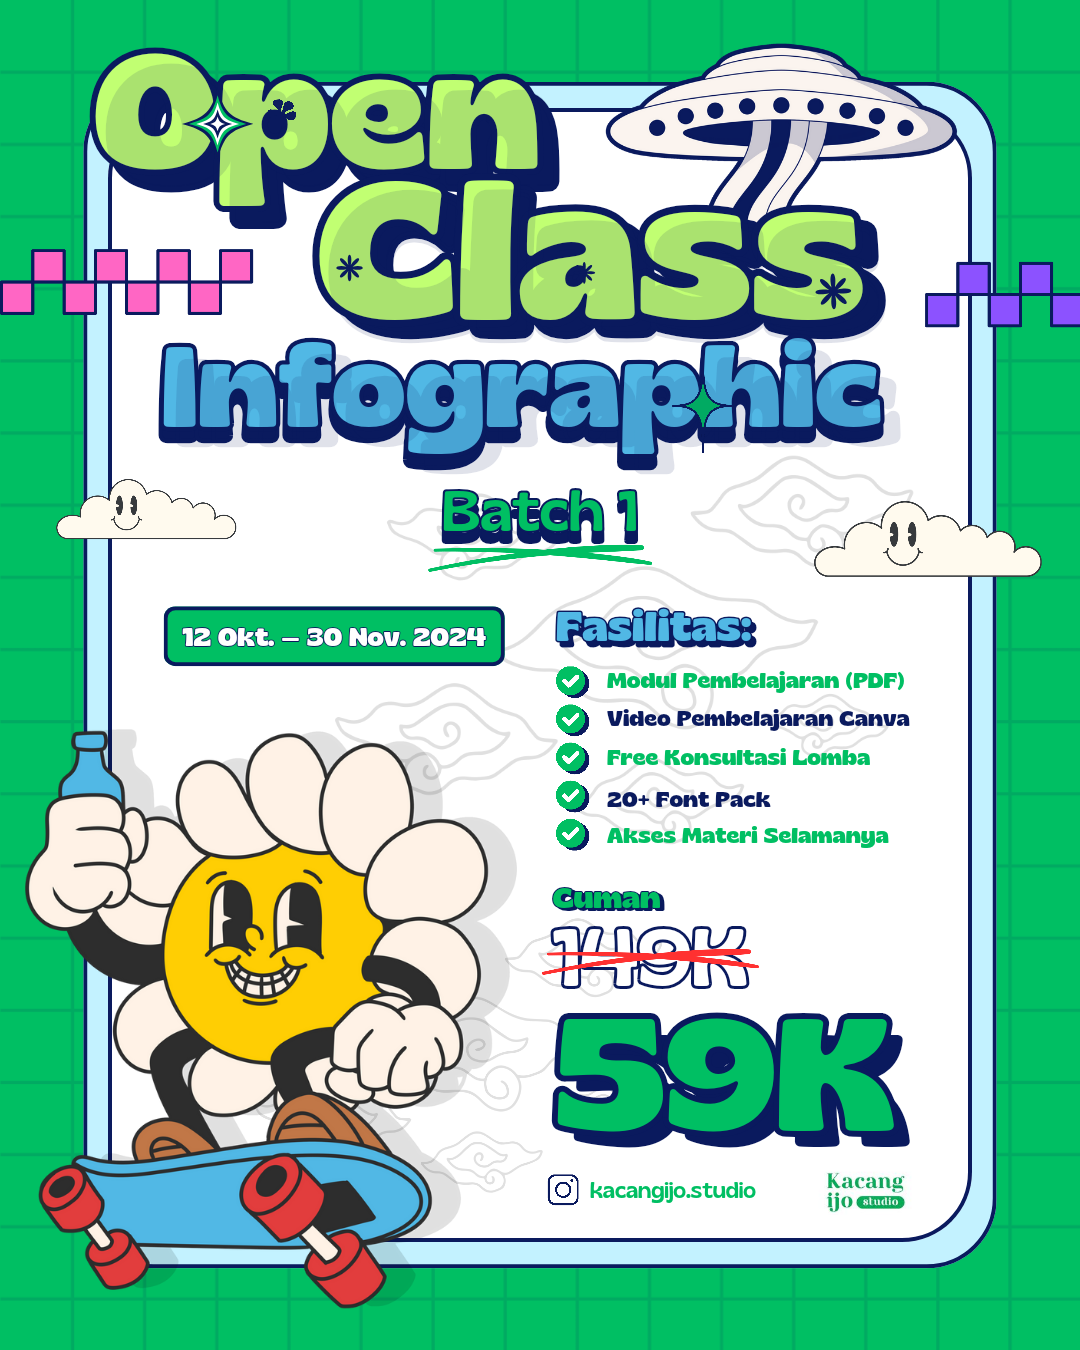 Open
Class
Infographic
Batch 1
12 Okt. – 30 Nov. 2024
Fasilitas:
Modul Pembelajaran (PDF)
Video Pembelajaran Canva
Free Konsultasi Lomba
20+ Font Pack
Akses Materi Selamanya
Cuman
149K
59K
kacangijo.studio
Kacang
ijo studio